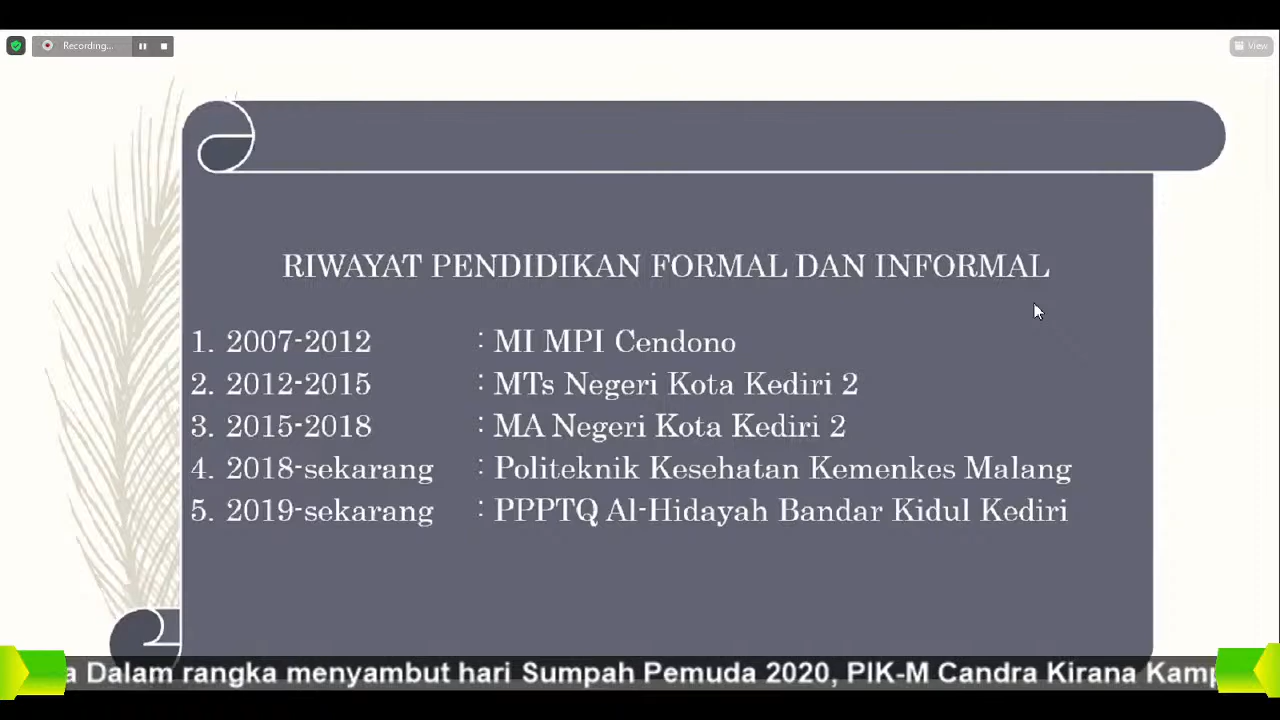 Recording...
View
RIWAYAT PENDIDIKAN FORMAL DAN INFORMAL
1. 2007-2012 : MI MPI Cendono
2. 2012-2015 : MTs Negeri Kota Kediri 2
3. 2015-2018 : MA Negeri Kota Kediri 2
4. 2018-sekarang : Politeknik Kesehatan Kemenkes Malang
5. 2019-sekarang : PPPTQ Al-Hidayah Bandar Kidul Kediri
a Dalam rangka menyambut hari Sumpah Pemuda 2020, PIK-M Candra Kirana Kamp